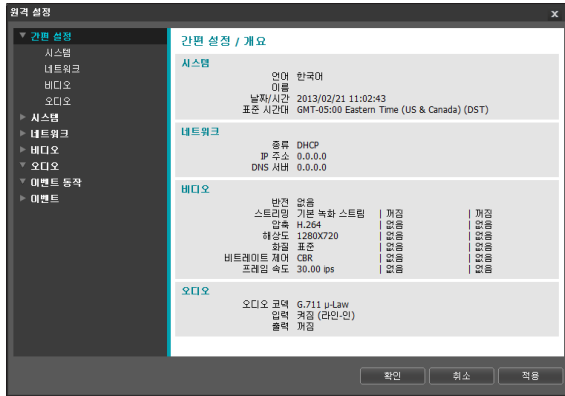 원격 설정
x
간편 설정
시스템
네트워크
비디오
오디오
시스템
네트워크
비디오
오디오
이벤트 동작
이벤트
간편 설정 / 개요
시스템
언어 한국어
이름
날짜/시간 2013/02/21 11:02:43
표준 시간대 GMT-05:00 Eastern Time (US & Canada) (DST)
네트워크
종류 DHCP
IP 주소 0.0.0.0
DNS 서버 0.0.0.0
비디오
반전 없음
스트리밍 기본 녹화 스트림 | 꺼짐 | 꺼짐
압축 H.264 | 없음 | 없음
해상도 1280X720 | 없음 | 없음
화질 표준 | 없음 | 없음
비트레이트 제어 CBR | 없음 | 없음
프레임 속도 30.00 ips | 없음 | 없음
오디오
오디오 코덱 G.711 μ-Law
입력 켜짐 (라인-인)
출력 꺼짐
확인 취소 적용